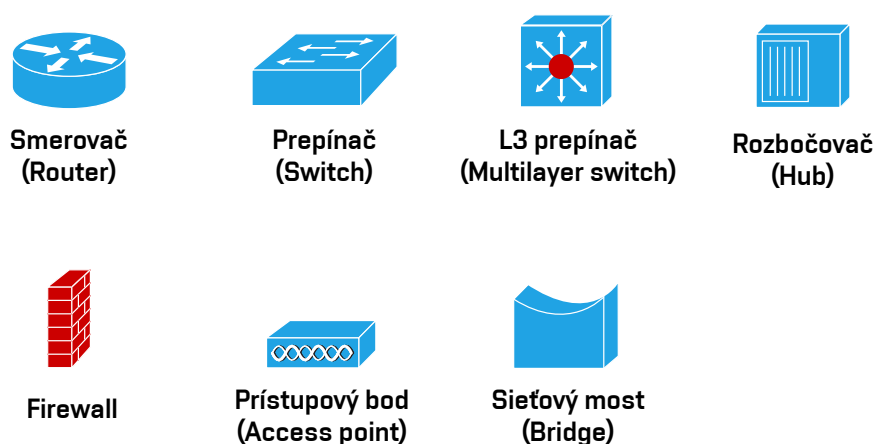 Smerovač
(Router)
Prepínač
(Switch)
L3 prepínač
(Multilayer switch)
Rozbočovač
(Hub)
Firewall
Prístupový bod
(Access point)
Sieťový most
(Bridge)